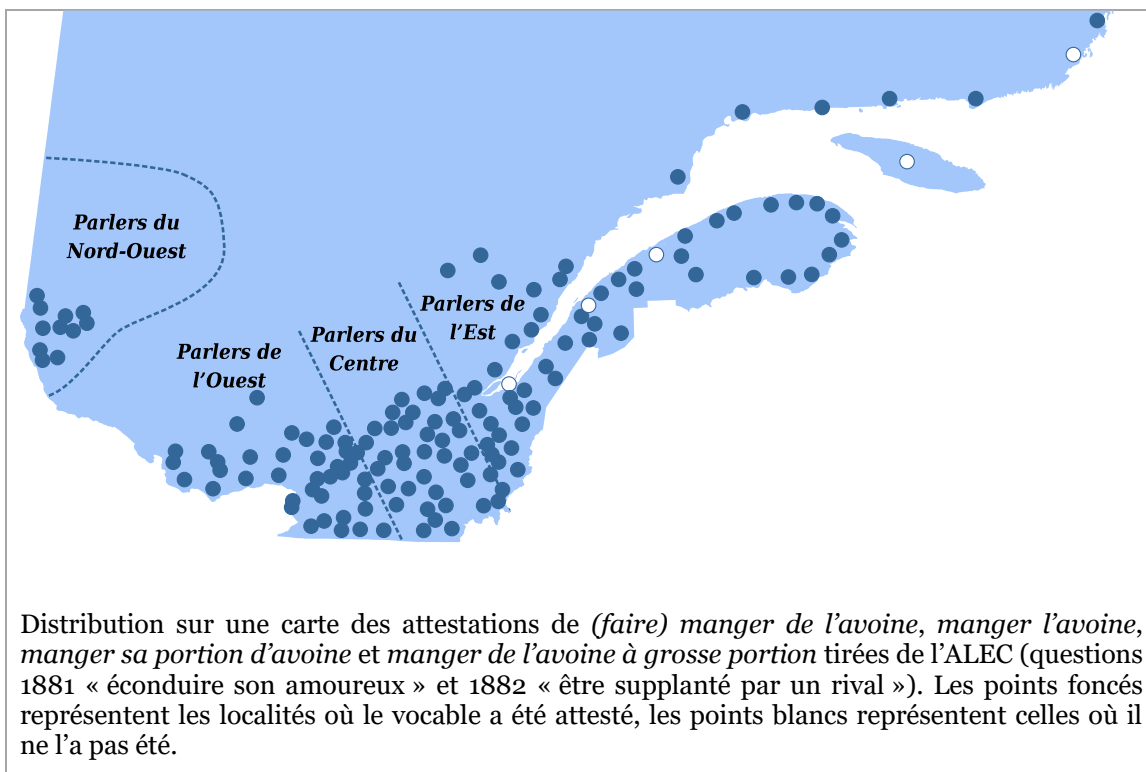 Parlers du
Nord-Ouest
Parlers de
l’Ouest
Parlers du
Centre
Parlers de
l’Est
Distribution sur une carte des attestations de (faire) manger de l’avoine, manger l’avoine,
manger sa portion d’avoine et manger de l’avoine à grosse portion tirées de l’ALEC (questions
1881 « éconduire son amoureux » et 1882 « être supplanté par un rival »). Les points foncés
représentent les localités où le vocable a été attesté, les points blancs représentent celles où il
ne l’a pas été.